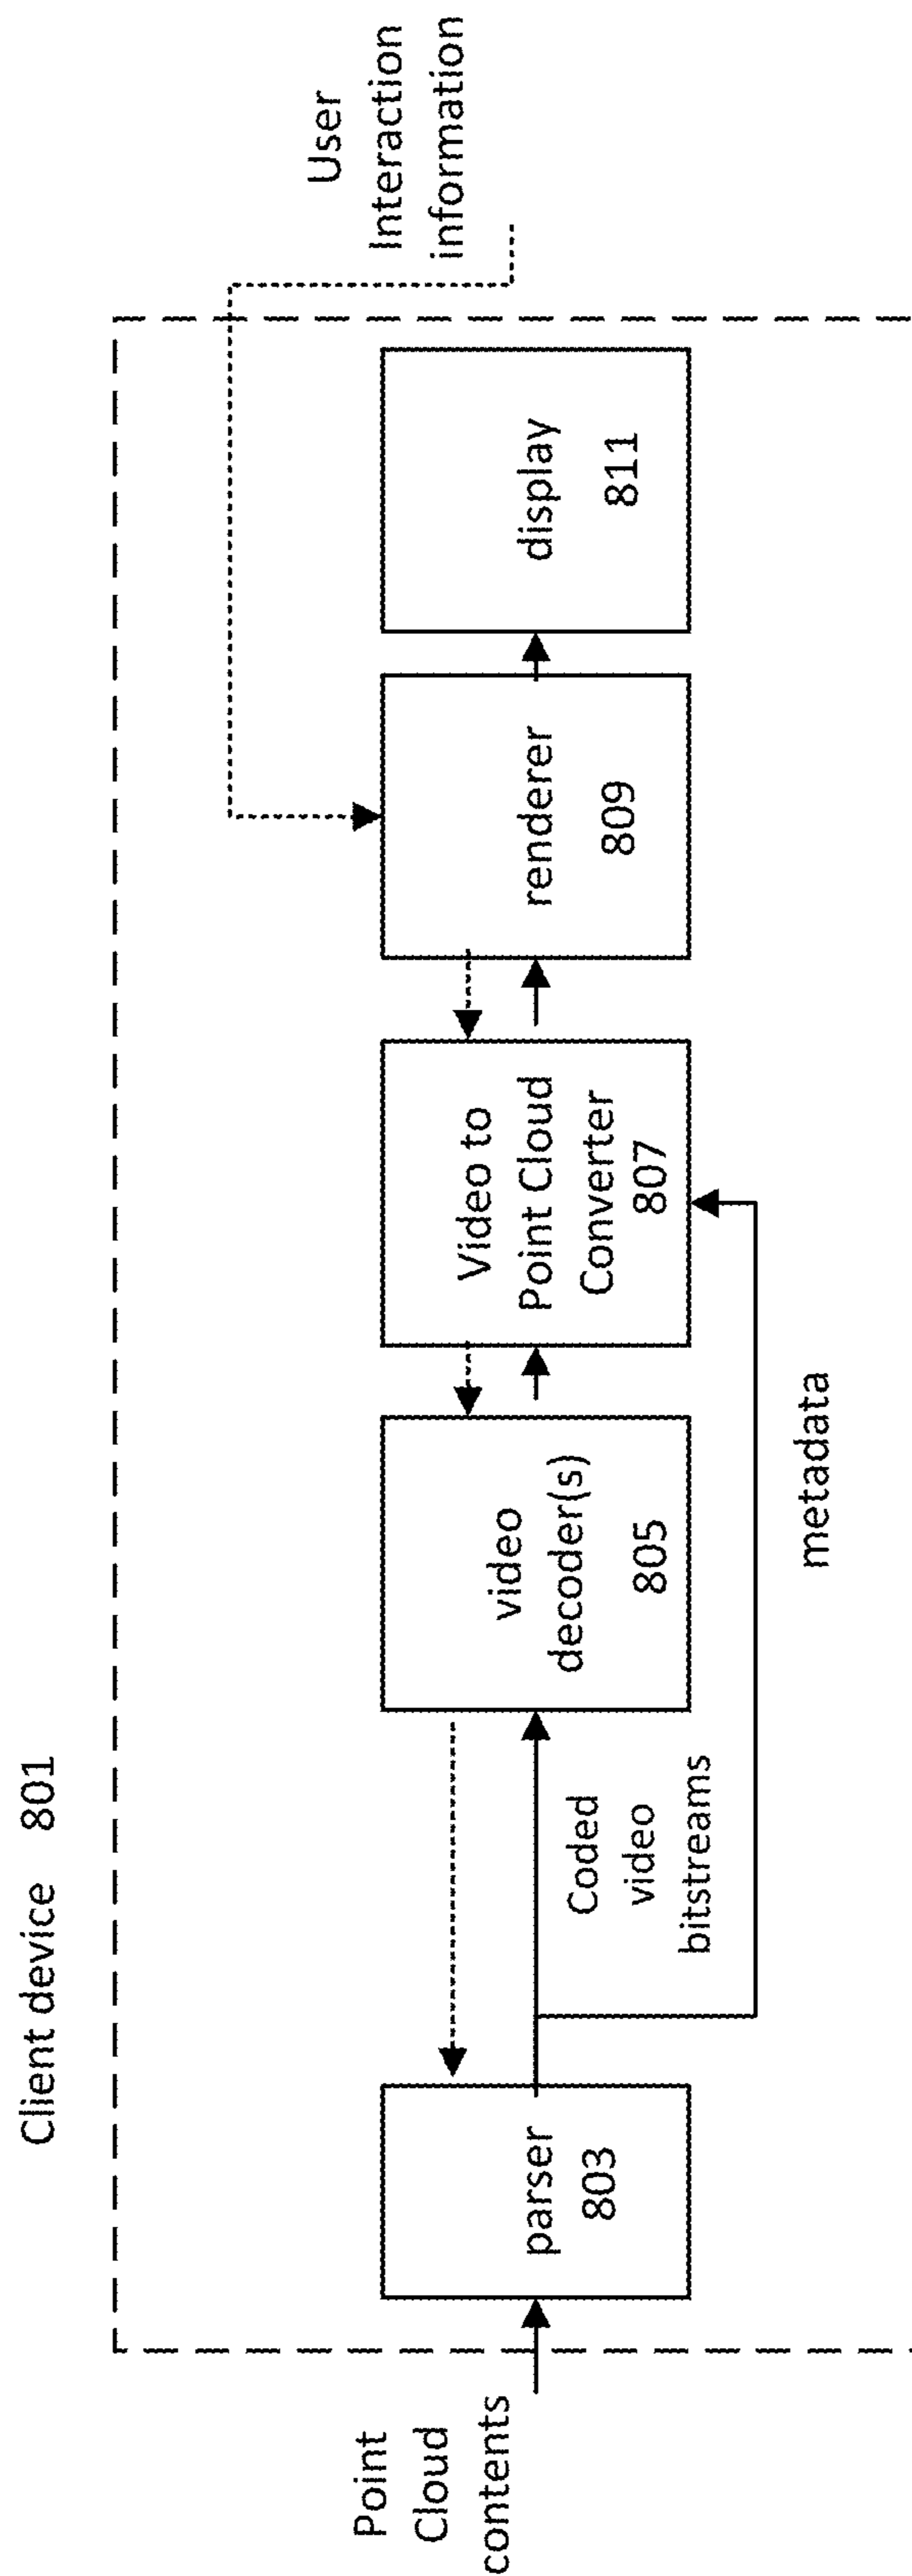 Client device 801
Point
Cloud
contents
parser
803
Coded
video
bitstreams
video
decoder(s)
805
metadata
Video to
Point Cloud
Converter
807
renderer
809
display
811
User
Interaction
information